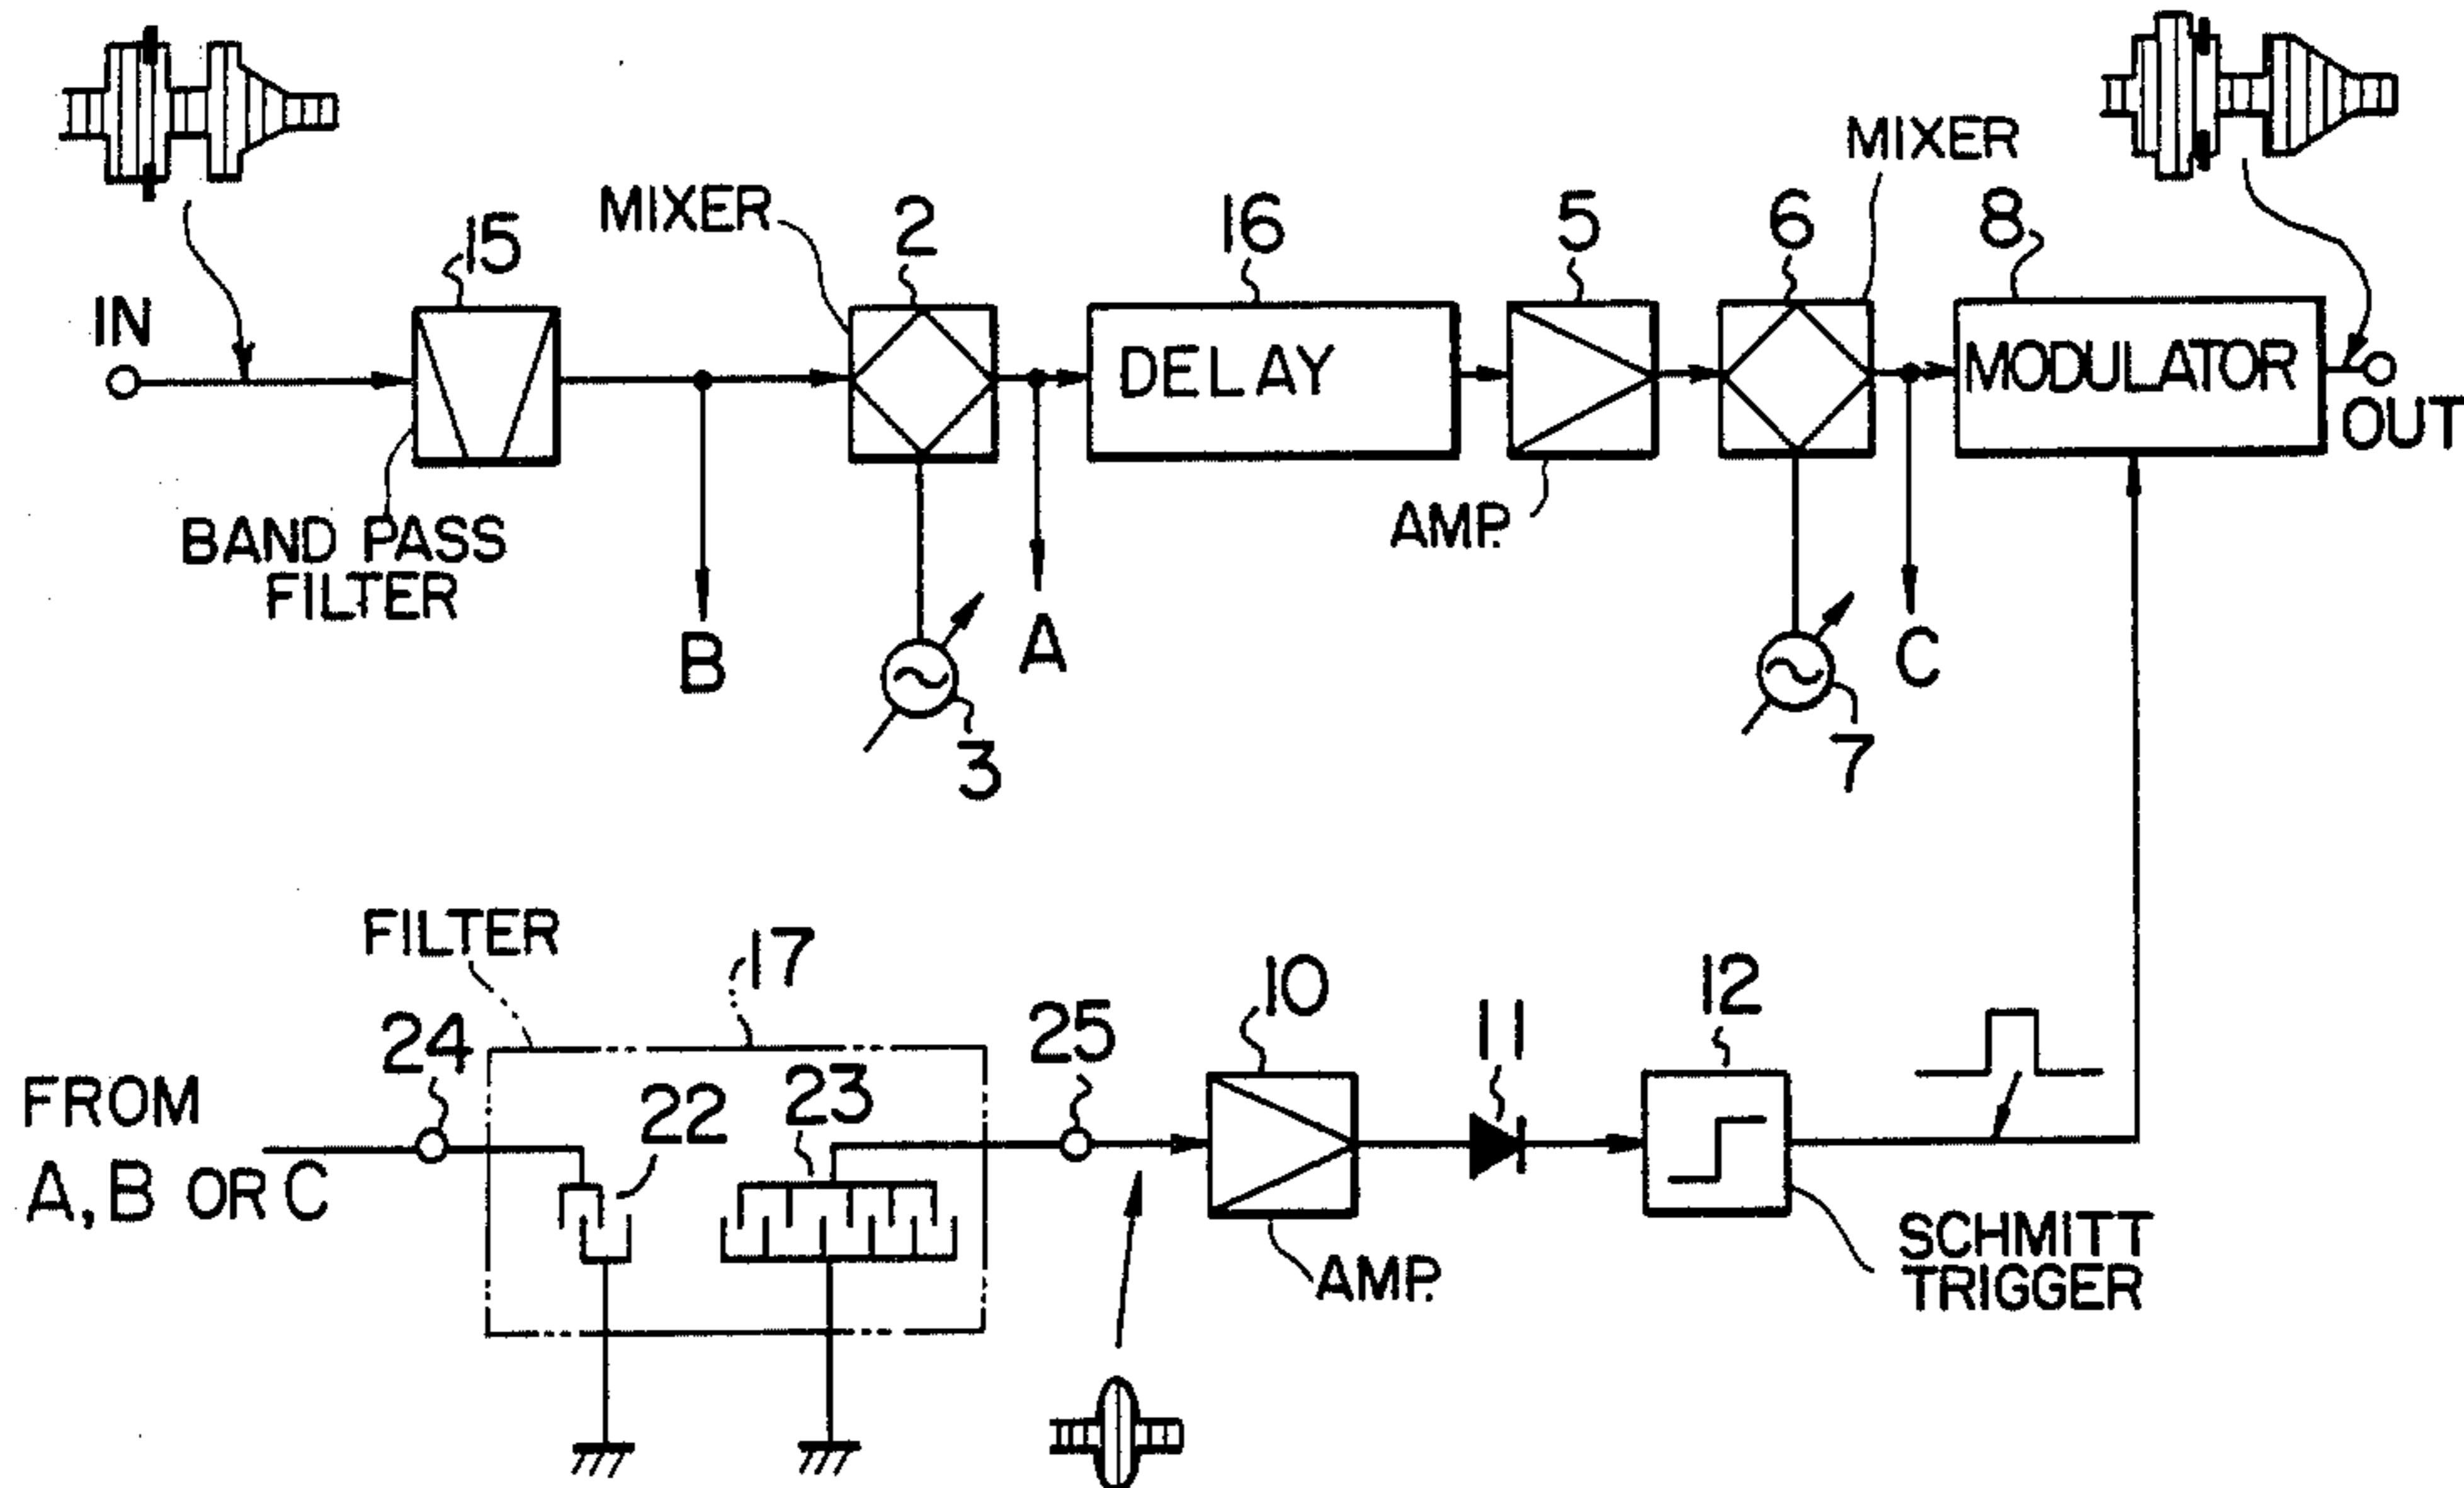 MIXER
MIXER
15
2
16
5
6
8
IN
DELAY
MODULATOR
OUT
BAND PASS
FILTER
AMP.
B
A
C
3
7
FILTER
17
24
22
23
25
10
11
12
FROM
A, B OR C
AMP.
SCHMITT
TRIGGER